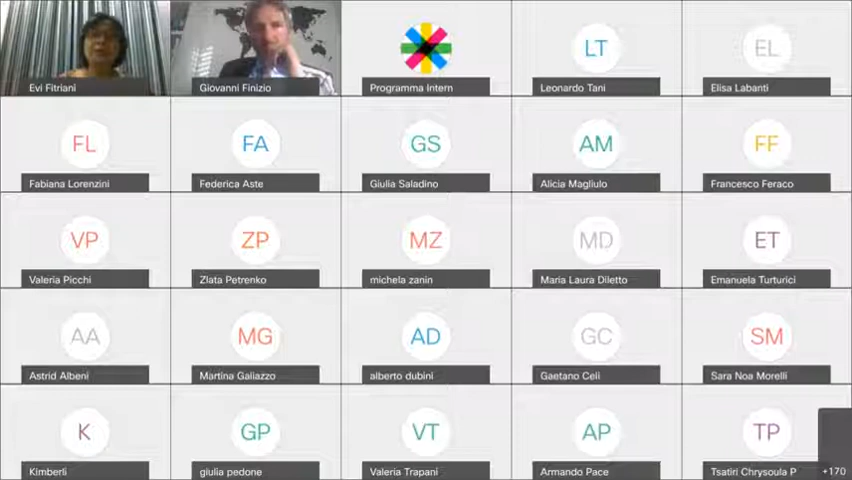 Evi Fitriani
Giovanni Finizio
Programma Intern
LT
Leonardo Tani
EL
Elisa Labanti
FL
Fabiana Lorenzini
FA
Federica Aste
GS
Giulia Saladino
AM
Alicia Magliulo
FF
Francesco Feraco
VP
Valeria Picchi
ZP
Zlata Petrenko
MZ
michela zanin
MD
Maria Laura Diletto
ET
Emanuela Turturici
AA
Astrid Albeni
MG
Martina Galiazzo
AD
alberto dubini
GC
Gaetano Celi
SM
Sara Noa Morelli
K
Kimberli
GP
giulia pedone
VT
Valeria Trapani
AP
Armando Pace
TP
Tsatiri Chrysoula P
+170